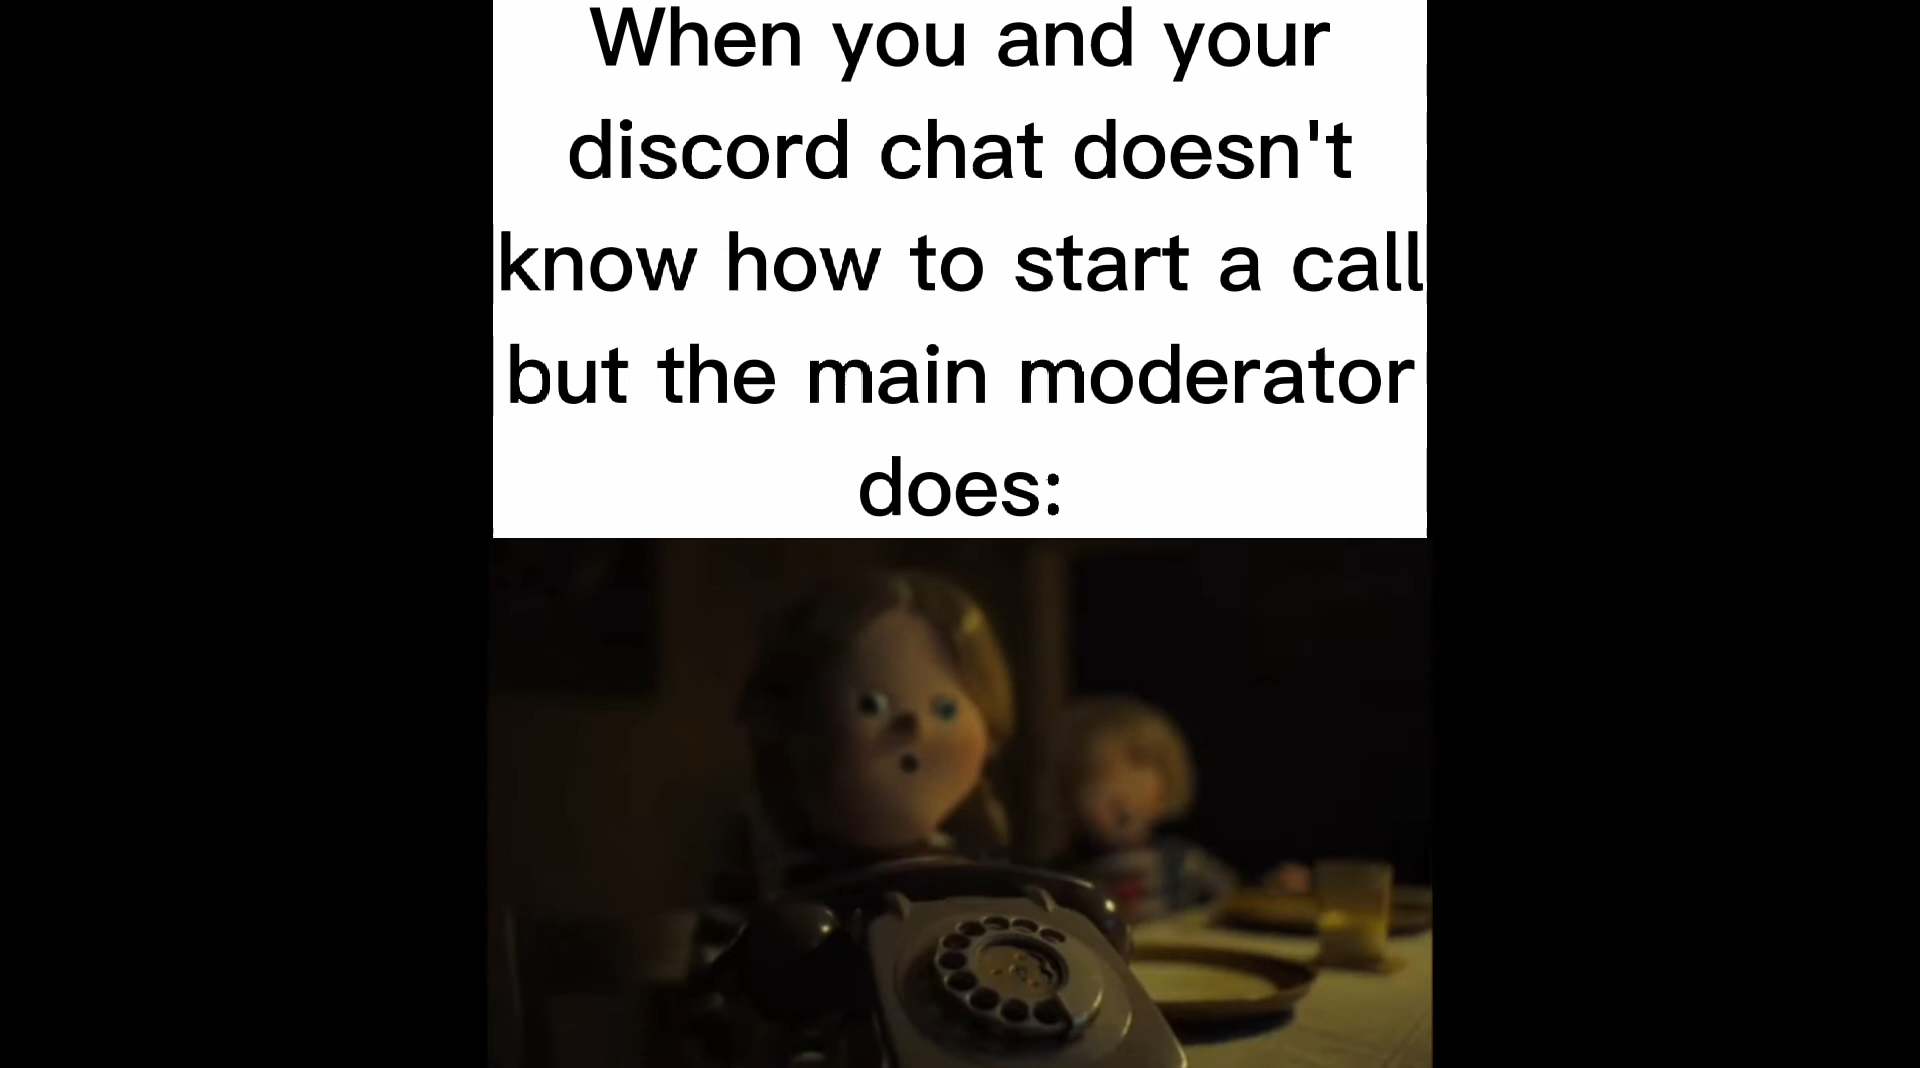 When you and your
discord chat doesn't
know how to start a call
but the main moderator
does: